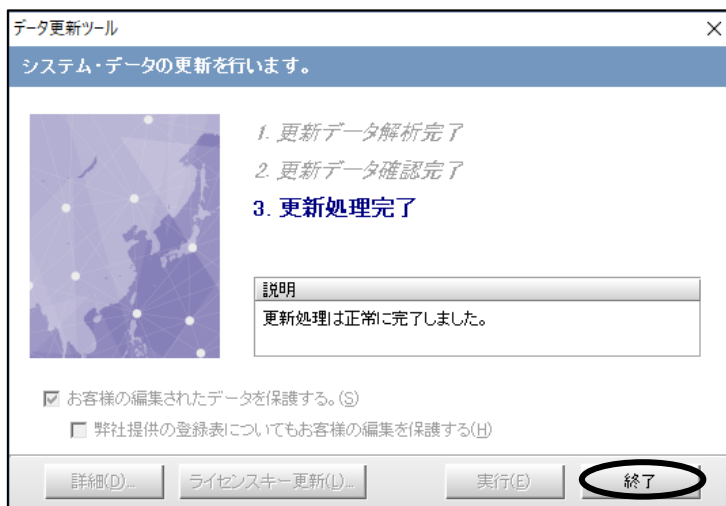 データ更新ツール
システム・データの更新を行います。
1. 更新データ解析完了
2. 更新データ確認完了
3. 更新処理完了
説明
更新処理は正常に完了しました。
お客様の編集されたデータを保護する。(S)
弊社提供の登録表についてもお客様の編集を保護する(H)
詳細(D)... ライセンスキー更新(L)... 実行(E) 終了